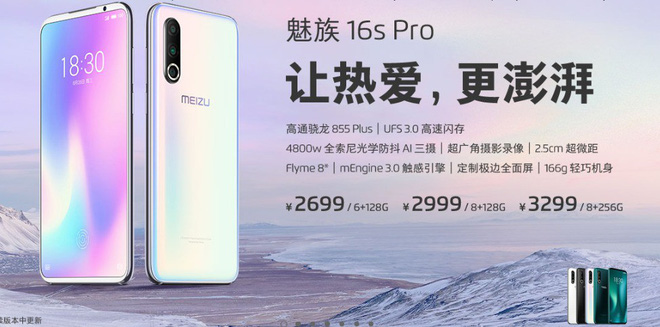 18:30
MEIZU
魅族 16s Pro
让热爱，更澎湃
高通骁龙 855 Plus｜UFS 3.0 高速闪存
4800w 全索尼光学防抖 AI 三摄｜超广角摄影录像｜2.5cm 超微距
Flyme 8*｜mEngine 3.0 触感引擎｜定制极边全面屏｜166g 轻巧机身
¥2699/6+128G ¥2999/8+128G ¥3299/8+256G
续版本中更新